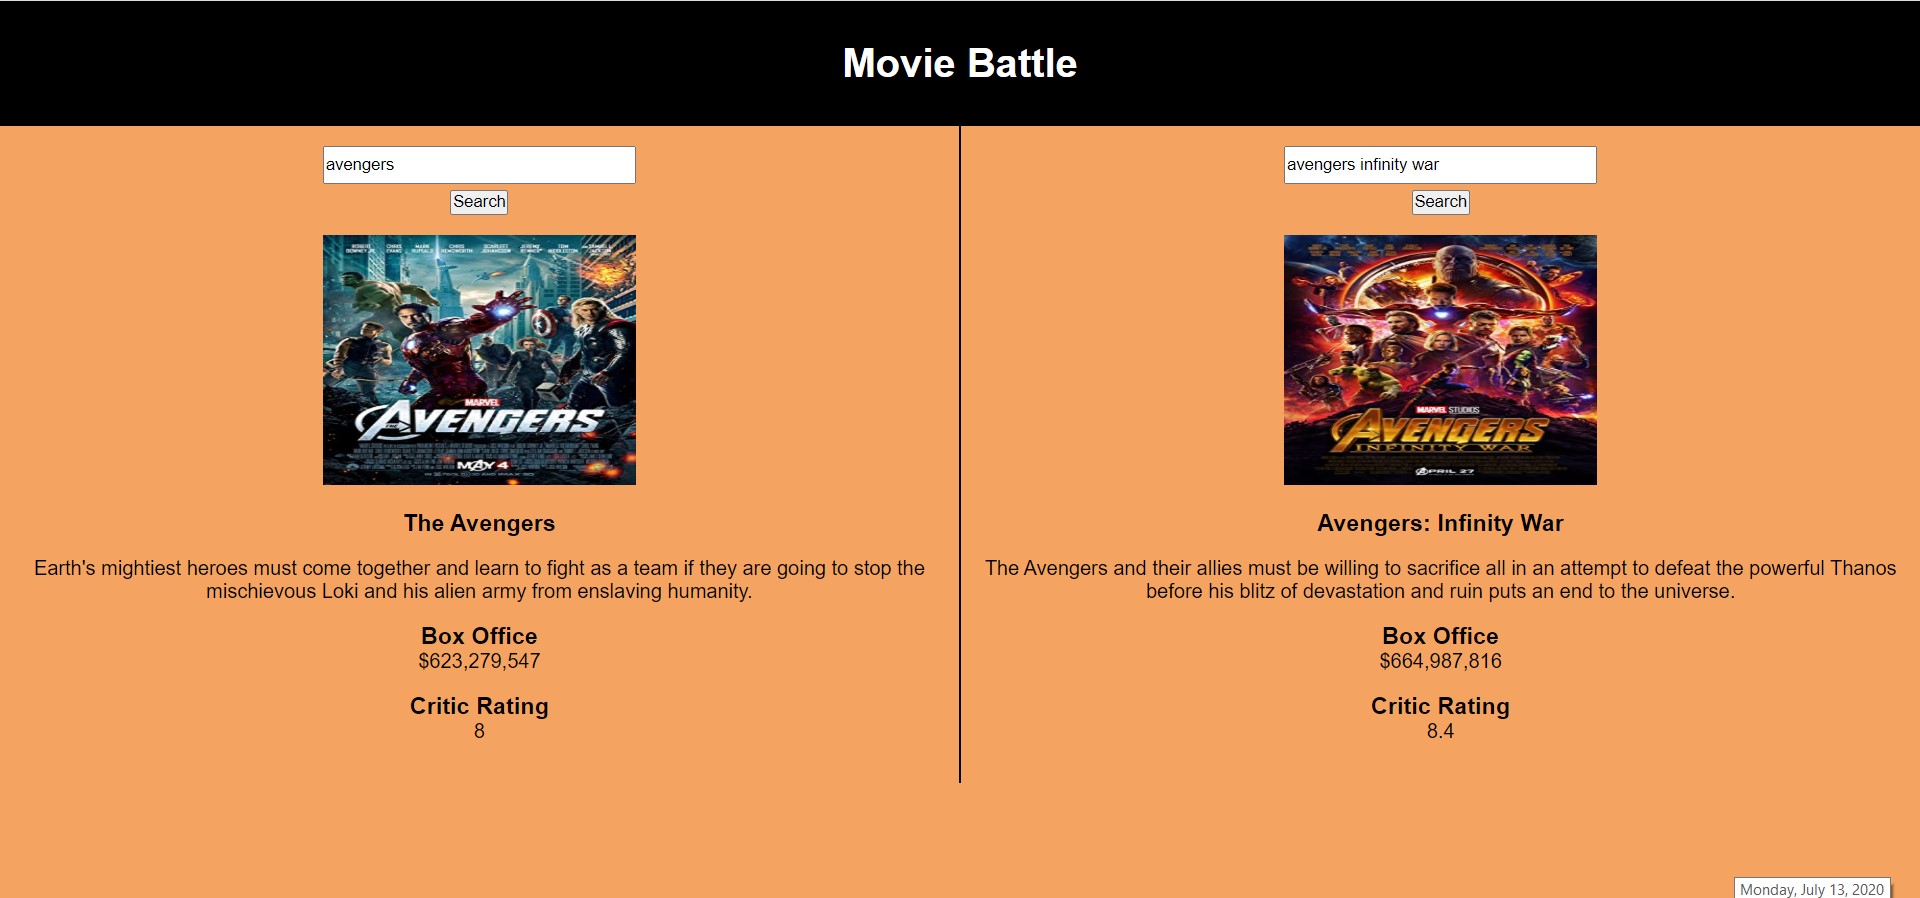 Movie Battle
avengers
Search
MARVEL
AVENGERS
MAY 4
The Avengers
Earth's mightiest heroes must come together and learn to fight as a team if they are going to stop the
mischievous Loki and his alien army from enslaving humanity.
Box Office
$623,279,547
Critic Rating
8
avengers infinity war
Search
MARVEL STUDIOS
AVENGERS
INFINITY WAR
APRIL 27
Avengers: Infinity War
The Avengers and their allies must be willing to sacrifice all in an attempt to defeat the powerful Thanos
before his blitz of devastation and ruin puts an end to the universe.
Box Office
$664,987,816
Critic Rating
8.4
Monday, July 13, 2020